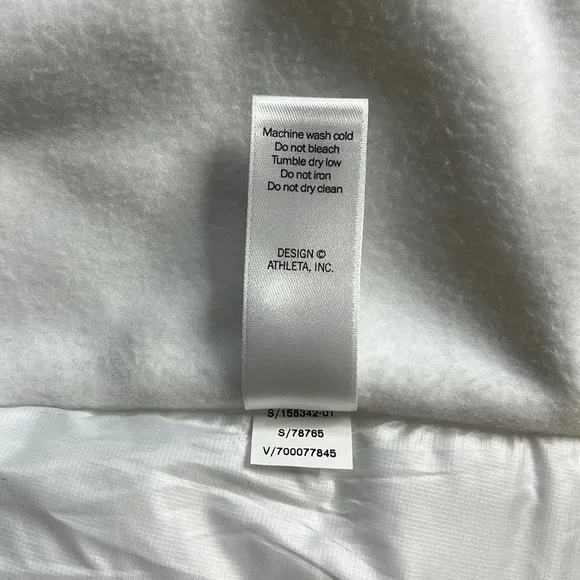 Machine wash cold
Do not bleach
Tumble dry low
Do not iron
Do not dry clean
DESIGN ©
ATHLETA, INC.
S/158342-01
S/78765
V/700077845